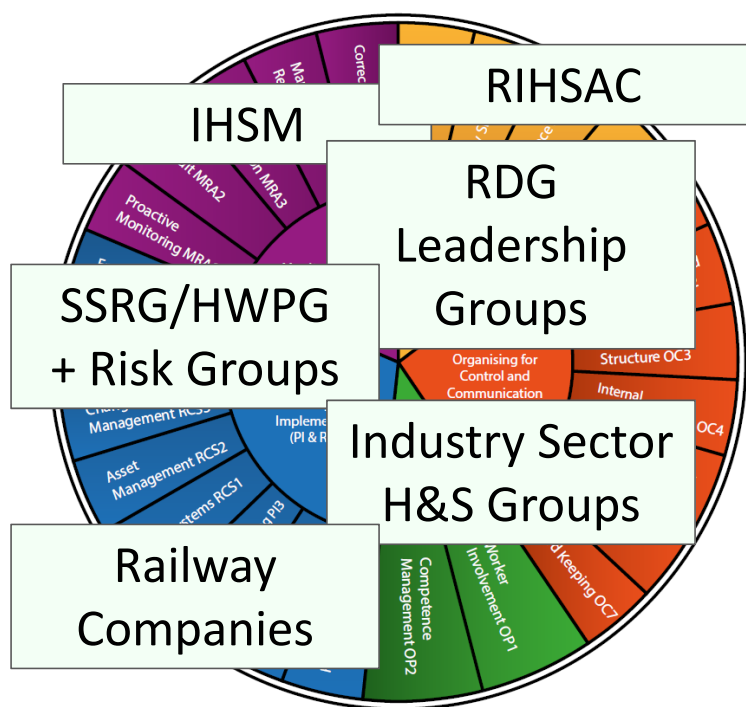 RIHSAC
IHSM
RDG
Leadership
Groups
SSRG/HWPG
+ Risk Groups
Industry Sector
H&S Groups
Railway
Companies
MRA2
MRA3
Proactive
Monitoring
Organising for
Control and
Communication
Structure OC3
Internal
OC4
Keeping OC7
Management
Asset
Management RCS2
RCS1
PI3
(PI &
Worker
Involvement OP1
Competence
Management OP2